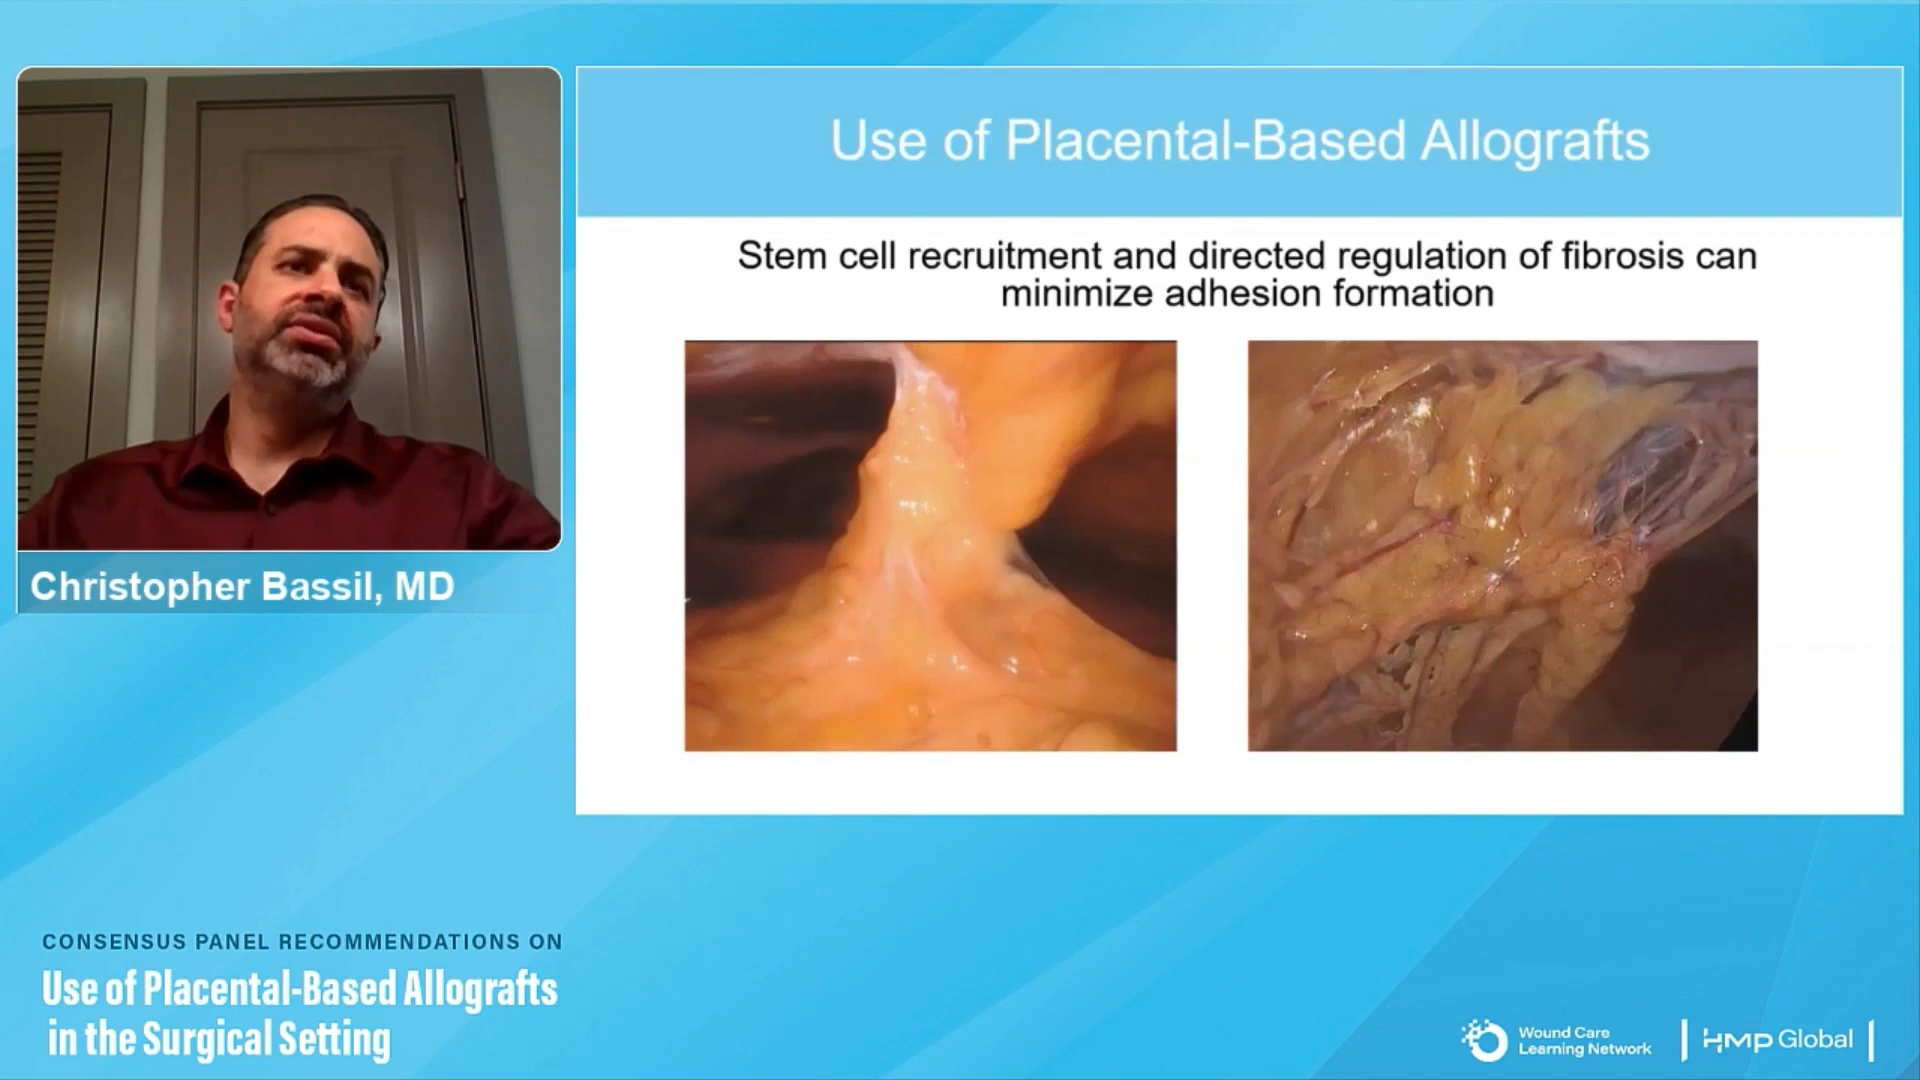 Use of Placental-Based Allografts
Stem cell recruitment and directed regulation of fibrosis can
minimize adhesion formation
Christopher Bassil, MD
CONSENSUS PANEL RECOMMENDATIONS ON
Use of Placental-Based Allografts
in the Surgical Setting
Wound Care
Learning Network
HMP Global